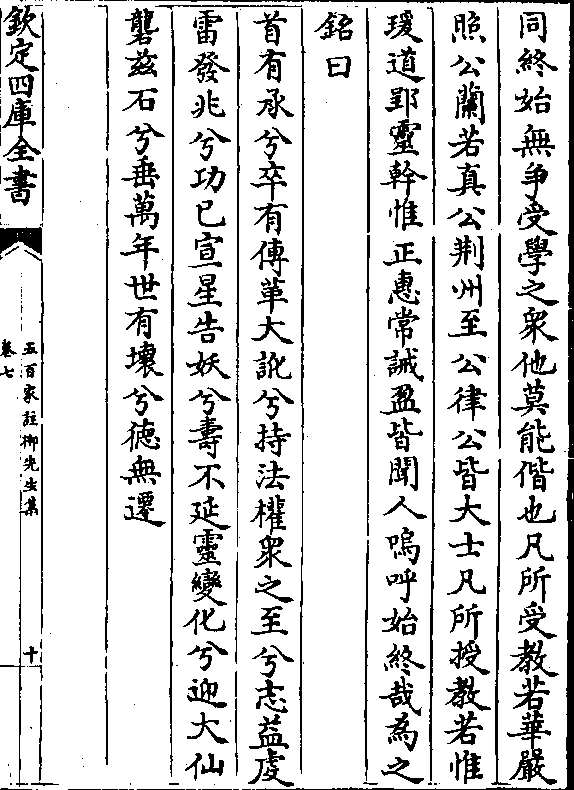 同終始無争受學之衆他莫能偕也凡所受教若華嚴
照公蘭若真公荆州至公律公皆大士凡所授教若惟
瑗道郢靈幹惟正惠常誡盈皆聞人嗚呼始終哉為之
銘曰
首有承兮卒有傳革大訛兮持法權衆之至兮志益虔
雷發兆兮功已宣星告妖兮壽不延靈變化兮迎大仙
礱兹石兮垂萬年世有壞兮德無遷
欽定四庫全書
五百家註柳先生集
卷七
十